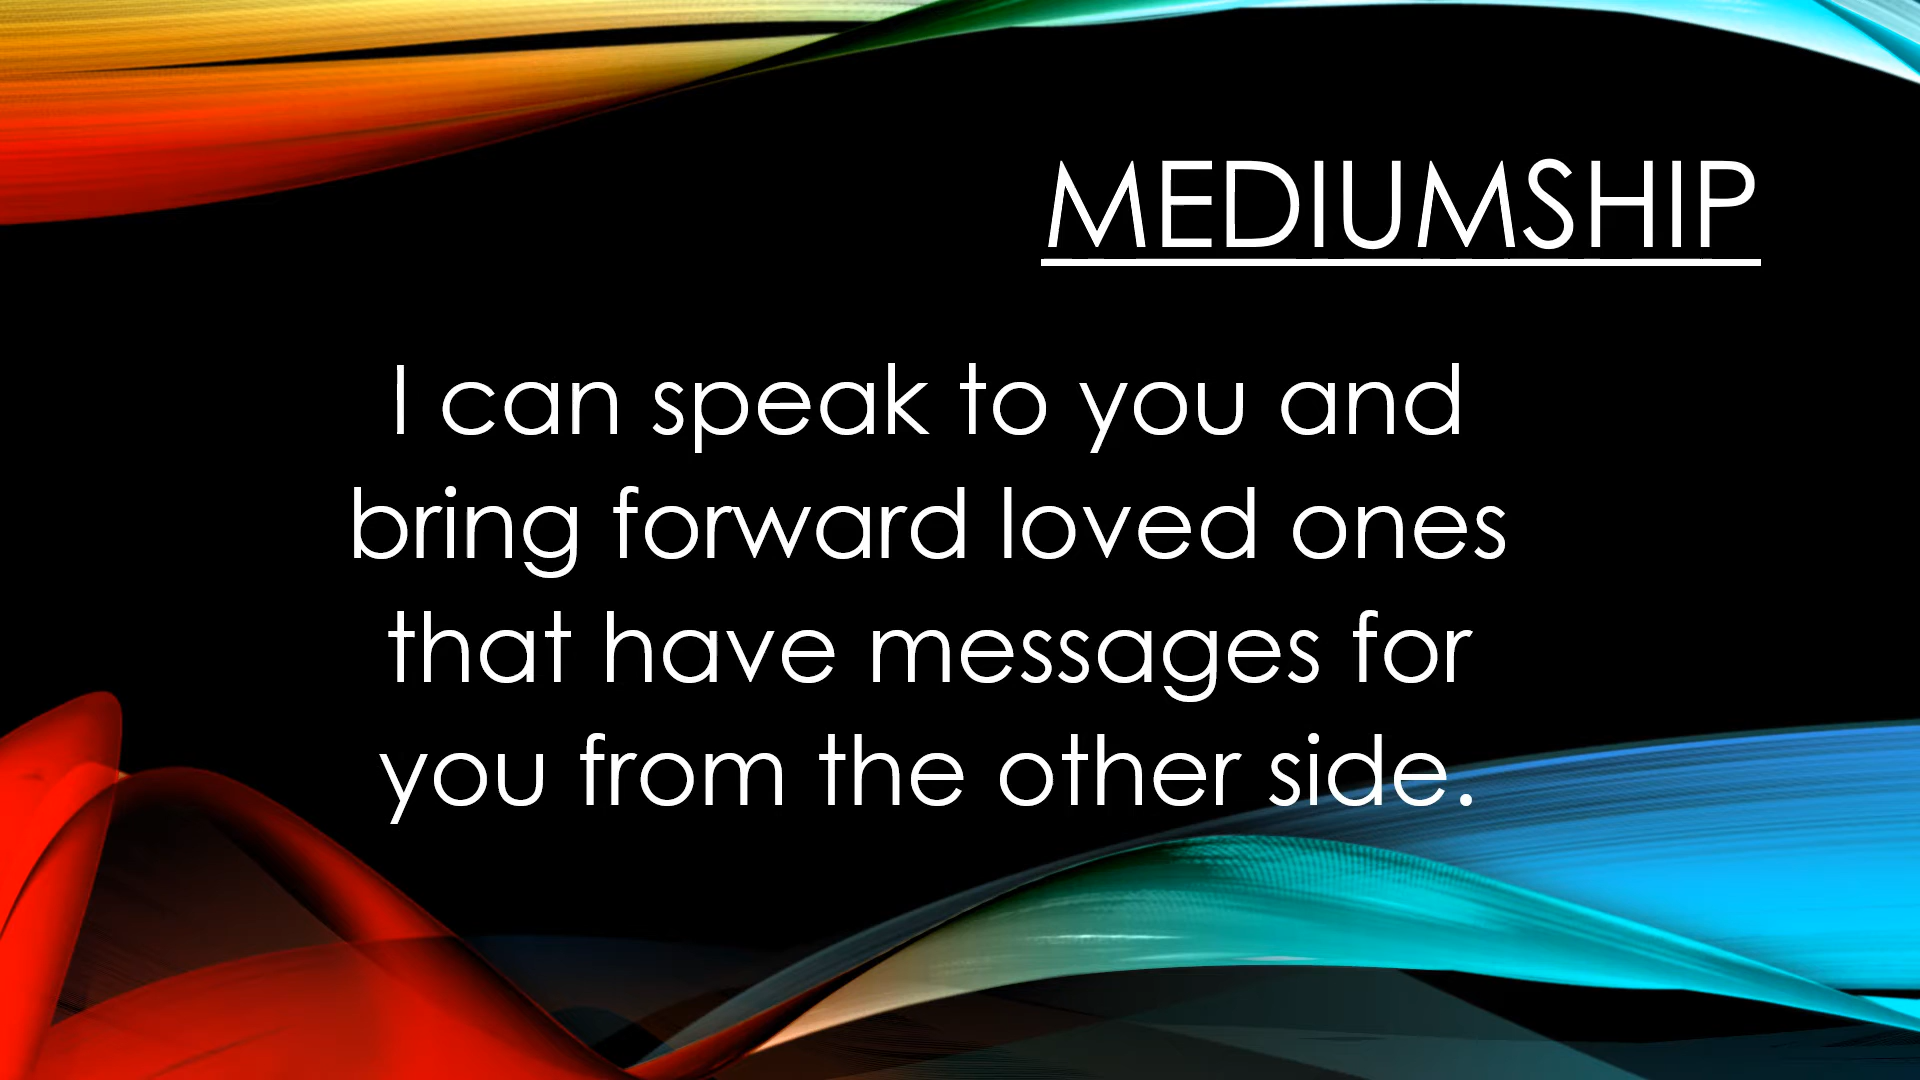 MEDIUMSHIP
I can speak to you and
bring forward loved ones
that have messages for
you from the other side.